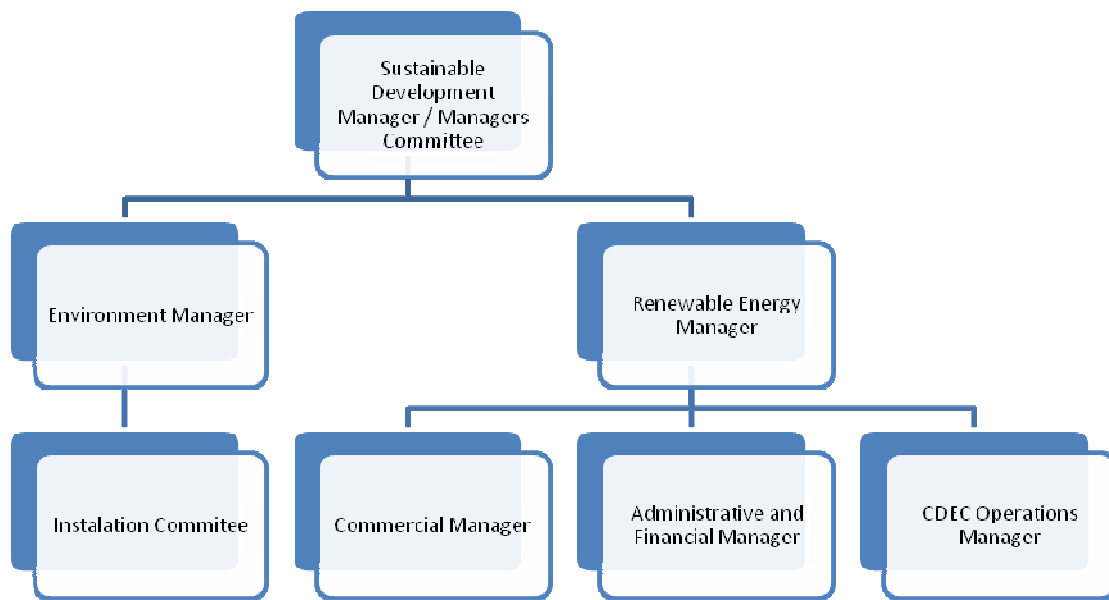 Sustainable
Development
Manager / Managers
Committee
Environment Manager
Renewable Energy
Manager
Instalation Commitee
Commercial Manager
Administrative and
Financial Manager
CDEC Operations
Manager